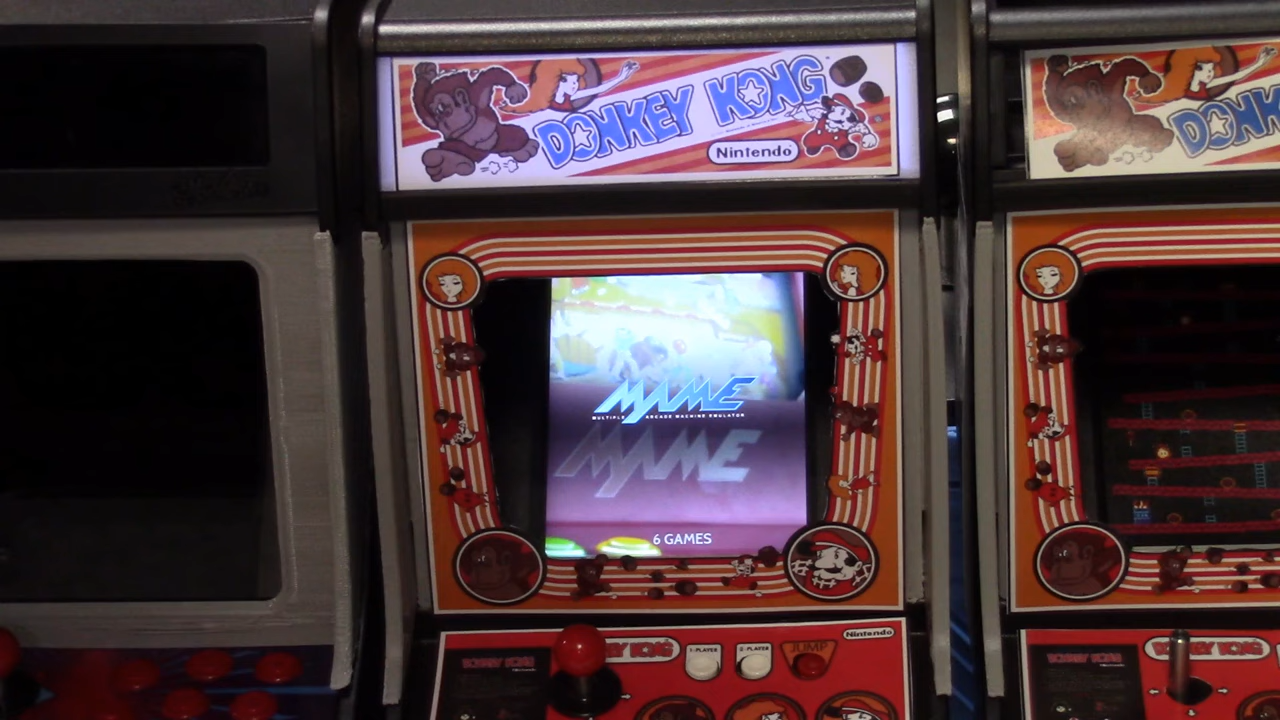 DONKEY KONG
Nintendo
DONK
MAME
MULTIPLE ARCADE MACHINE EMULATOR
MAME
6 GAMES
Nintendo
DONKEY KONG
KONG
1-PLAYER
2-PLAYER
JUMP
DONKEY KONG
DONKEY KONG